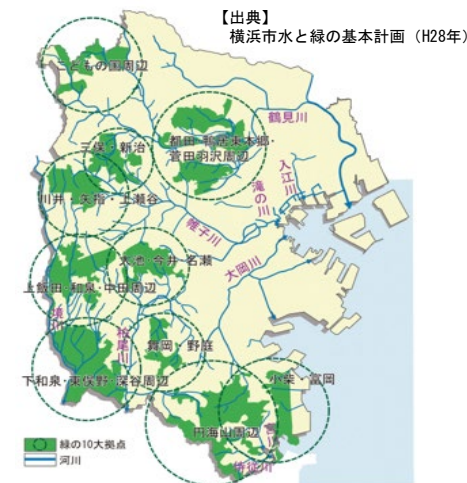 【出典】
横浜市水と緑の基本計画（H28年）
こどもの国周辺
鶴見川
都田・鴨居東本郷・
菅田羽沢周辺
三保・新治
入江川
滝の川
川井・矢指・上瀬谷
帷子川
大池・今井・名瀬
大岡川
上飯田・和泉・中田周辺
境川
柏尾川
舞岡・野庭
下和泉・東俣野・深谷周辺
小柴・富岡
円海山周辺
宮川
侍従川
緑の10大拠点
河川